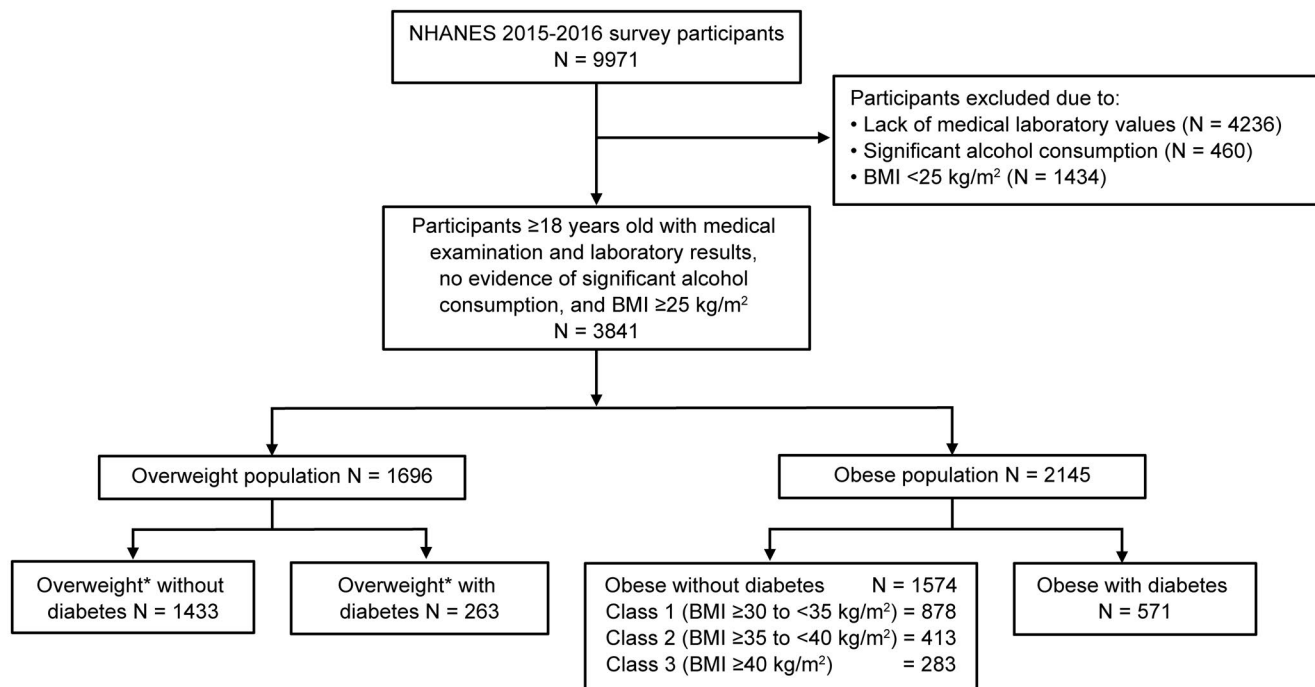 NHANES 2015-2016 survey participants
N = 9971
Participants excluded due to:
• Lack of medical laboratory values (N = 4236)
• Significant alcohol consumption (N = 460)
• BMI <25 kg/m² (N = 1434)
Participants ≥18 years old with medical
examination and laboratory results,
no evidence of significant alcohol
consumption, and BMI ≥25 kg/m²
N = 3841
Overweight population N = 1696
Obese population N = 2145
Overweight* without
diabetes N = 1433
Overweight* with
diabetes N = 263
Obese without diabetes N = 1574
Class 1 (BMI ≥30 to <35 kg/m²) = 878
Class 2 (BMI ≥35 to <40 kg/m²) = 413
Class 3 (BMI ≥40 kg/m²) = 283
Obese with diabetes
N = 571